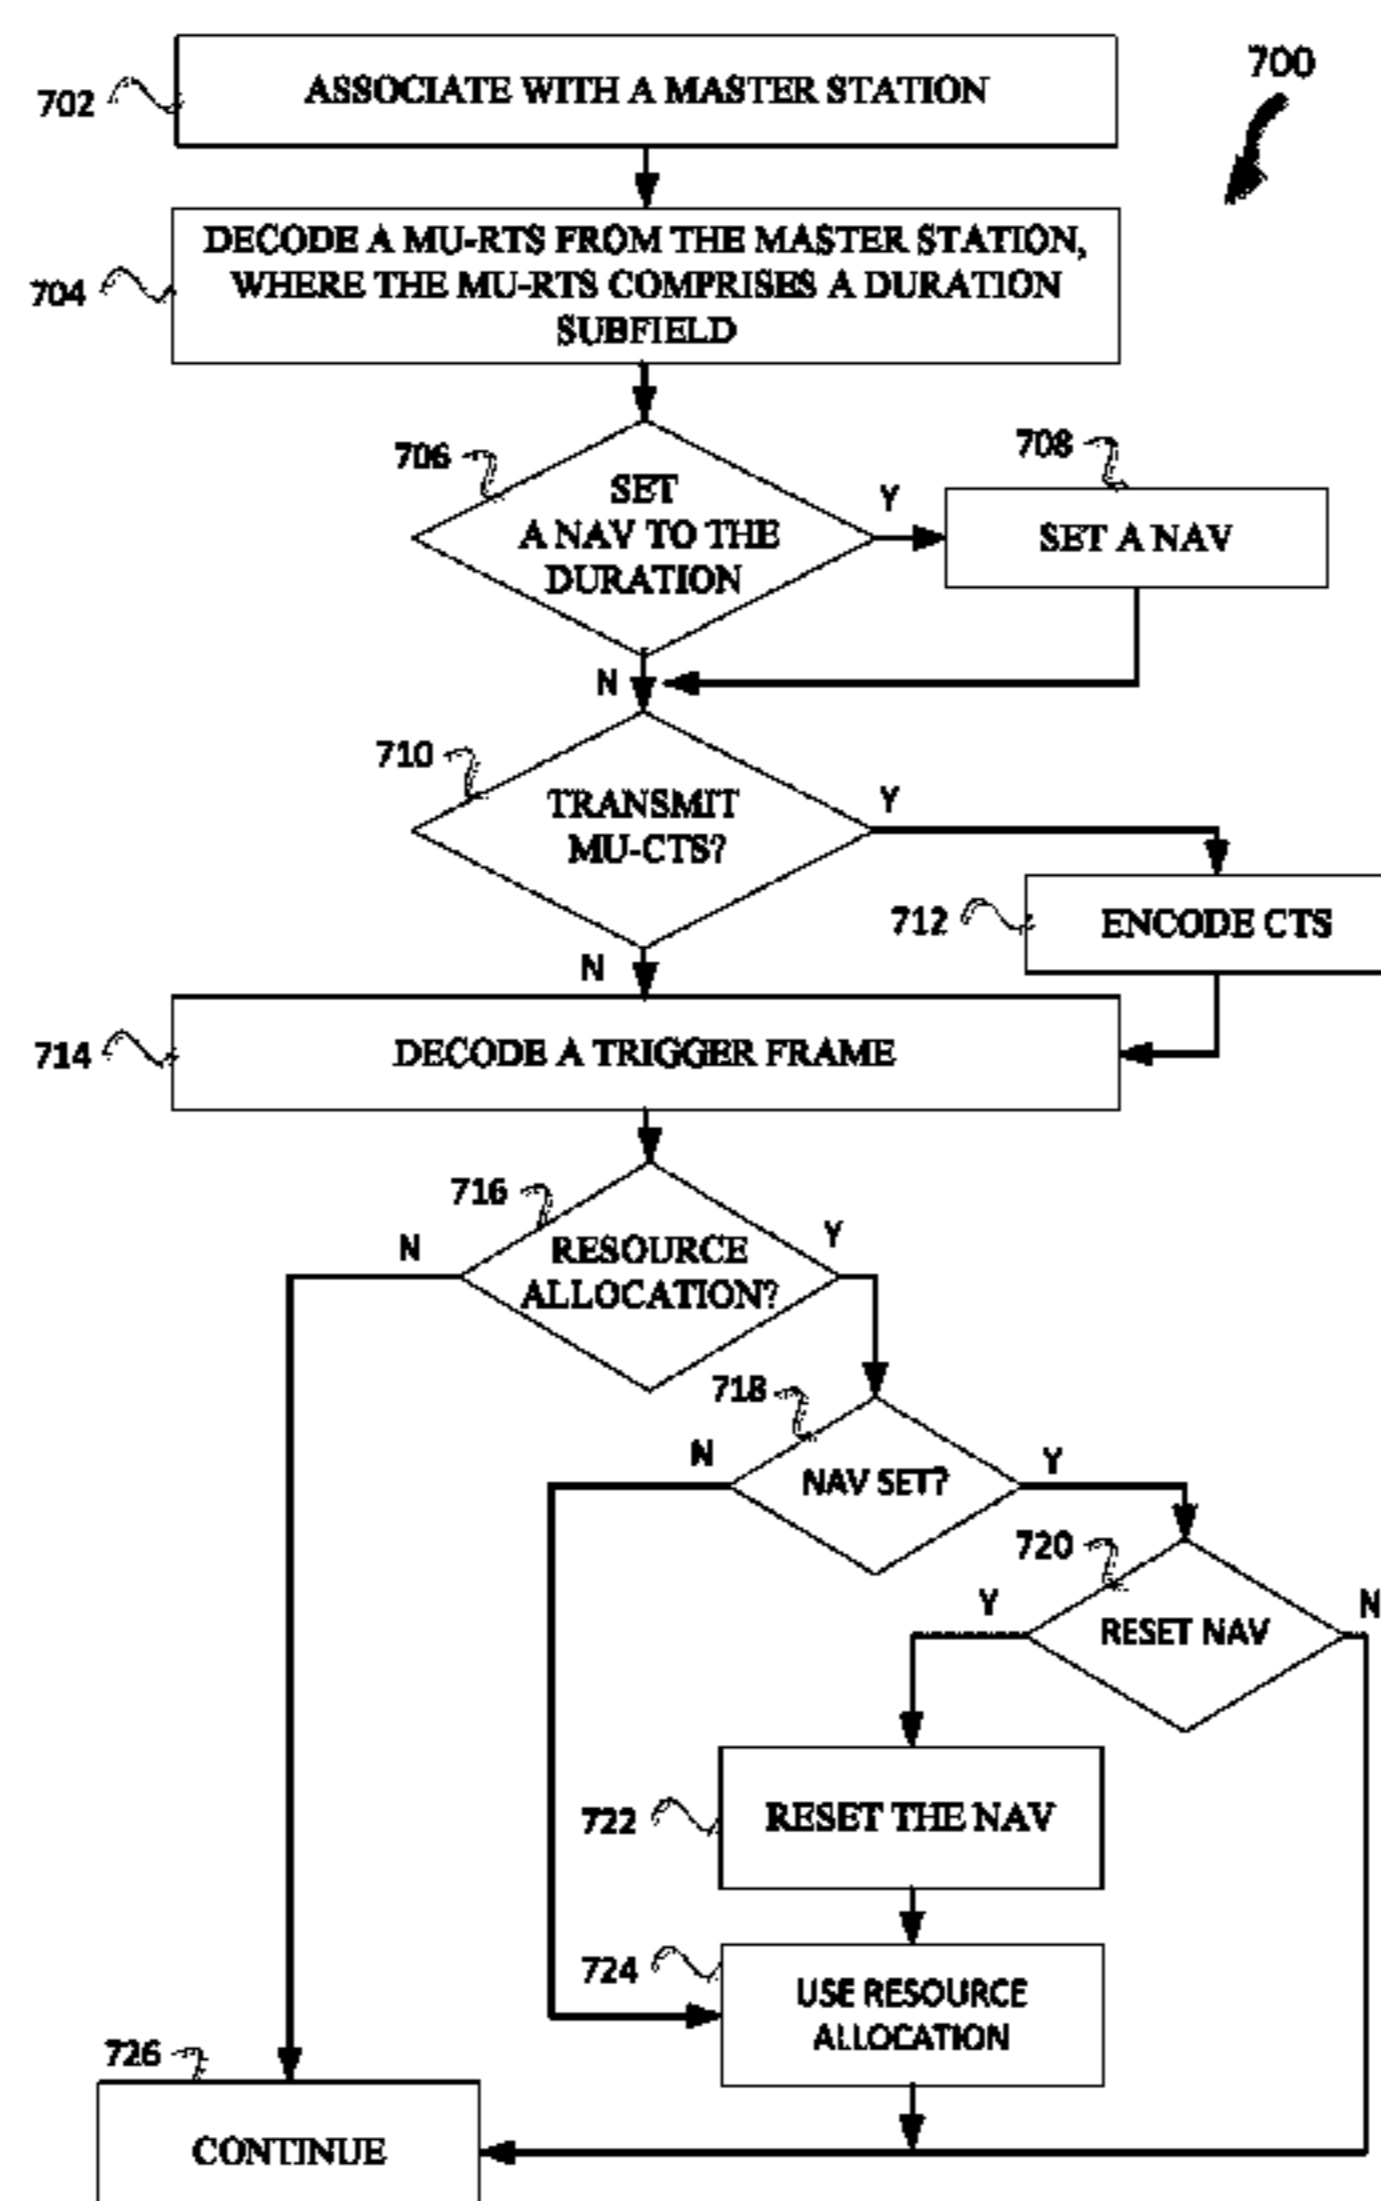 700
702
ASSOCIATE WITH A MASTER STATION
704
DECODE A MU-RTS FROM THE MASTER STATION,
WHERE THE MU-RTS COMPRISES A DURATION
SUBFIELD
706
SET
A NAV TO THE
DURATION
Y
708
SET A NAV
N
710
TRANSMIT
MU-CTS?
Y
712
ENCODE CTS
N
714
DECODE A TRIGGER FRAME
716
RESOURCE
ALLOCATION?
N
Y
718
NAV SET?
N
Y
720
RESET NAV
Y
N
722
RESET THE NAV
724
USE RESOURCE
ALLOCATION
726
CONTINUE